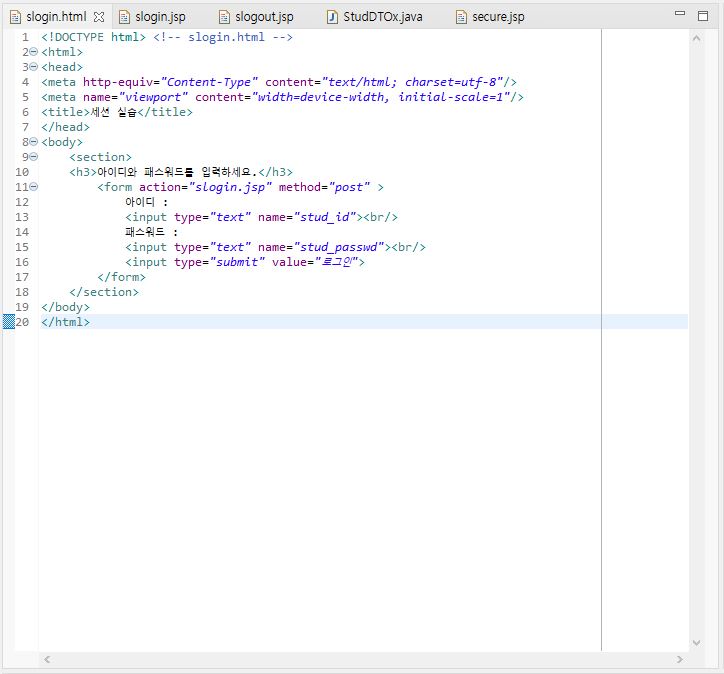 slogin.html slogin.jsp slogout.jsp StudDTOx.java secure.jsp
1 <!DOCTYPE html> <!-- slogin.html -->
2 <html>
3 <head>
4 <meta http-equiv="Content-Type" content="text/html; charset=utf-8"/>
5 <meta name="viewport" content="width=device-width, initial-scale=1"/>
6 <title>세션 실습</title>
7 </head>
8 <body>
9 <section>
10 <h3>아이디와 패스워드를 입력하세요.</h3>
11 <form action="slogin.jsp" method="post" >
12 아이디 :
13 <input type="text" name="stud_id"><br/>
14 패스워드 :
15 <input type="text" name="stud_passwd"><br/>
16 <input type="submit" value="로그인">
17 </form>
18 </section>
19 </body>
20 </html>